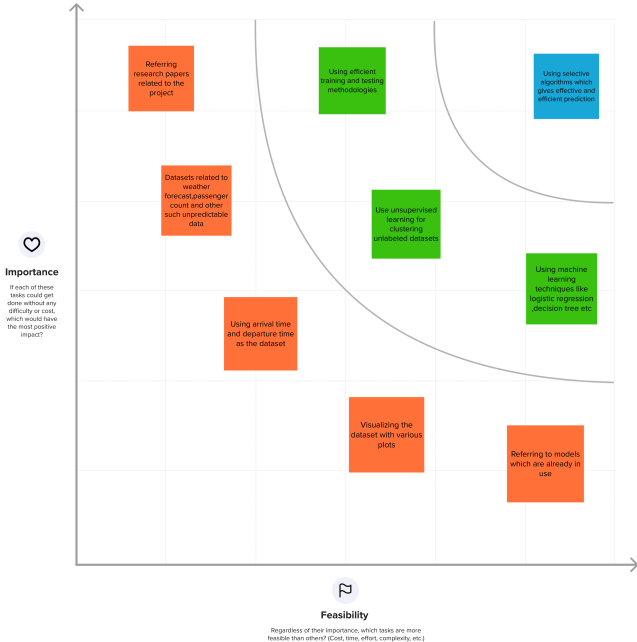 Referring
research papers
related to the
project
Using efficient
training and testing
methodologies
Using selective
algorithms which
gives effective and
efficient prediction
Datasets related to
weather
forecast,passenger
count and other
such unpredictable
data
Use unsupervised
learning for
clustering
unlabeled datasets
Using machine
learning
techniques like
logistic regression
,decision tree etc
Importance
If each of these
tasks could get
done without any
difficulty or cost,
which would have
the most positive
impact?
Using arrival time
and departure time
as the dataset
Visualizing the
dataset with various
plots
Referring to models
which are already in
use
Feasibility
Regardless of their importance, which tasks are more
feasible than others? (Cost, time, effort, complexity, etc.)